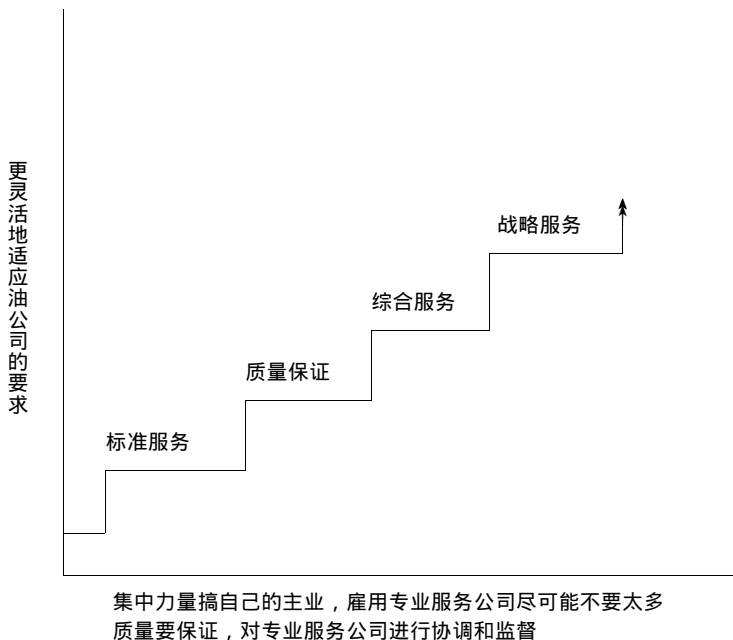 更灵活地适应油公司的要求
战略服务
综合服务
质量保证
标准服务
集中力量搞自己的主业，雇用专业服务公司尽可能不要太多
质量要保证，对专业服务公司进行协调和监督